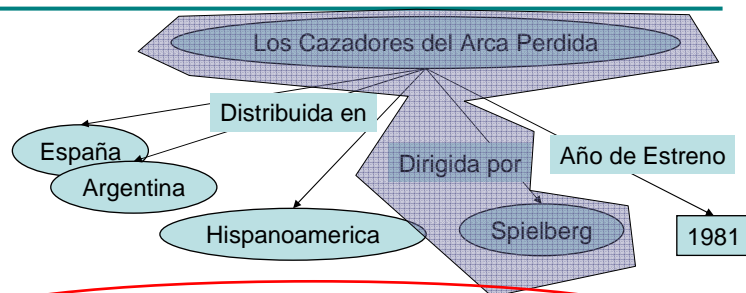 Los Cazadores del Arca Perdida
Distribuida en
España
Argentina
Hispanoamerica
Dirigida por
Spielberg
Año de Estreno
1981